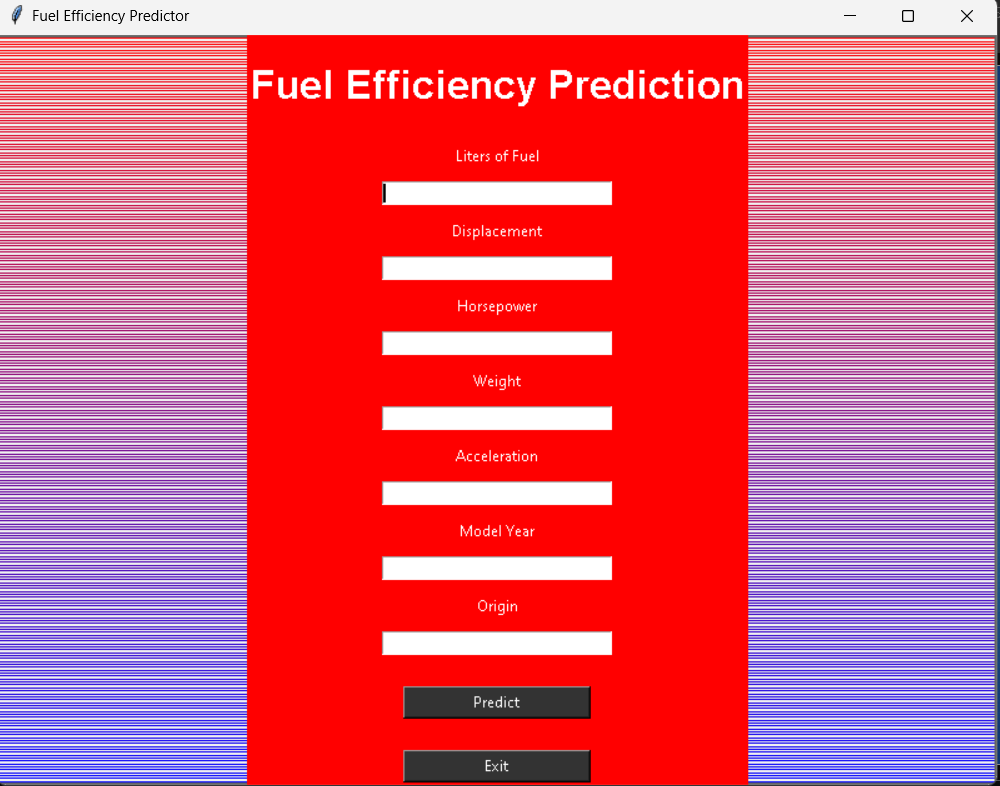 Fuel Efficiency Predictor
Fuel Efficiency Prediction
Liters of Fuel
Displacement
Horsepower
Weight
Acceleration
Model Year
Origin
Predict
Exit